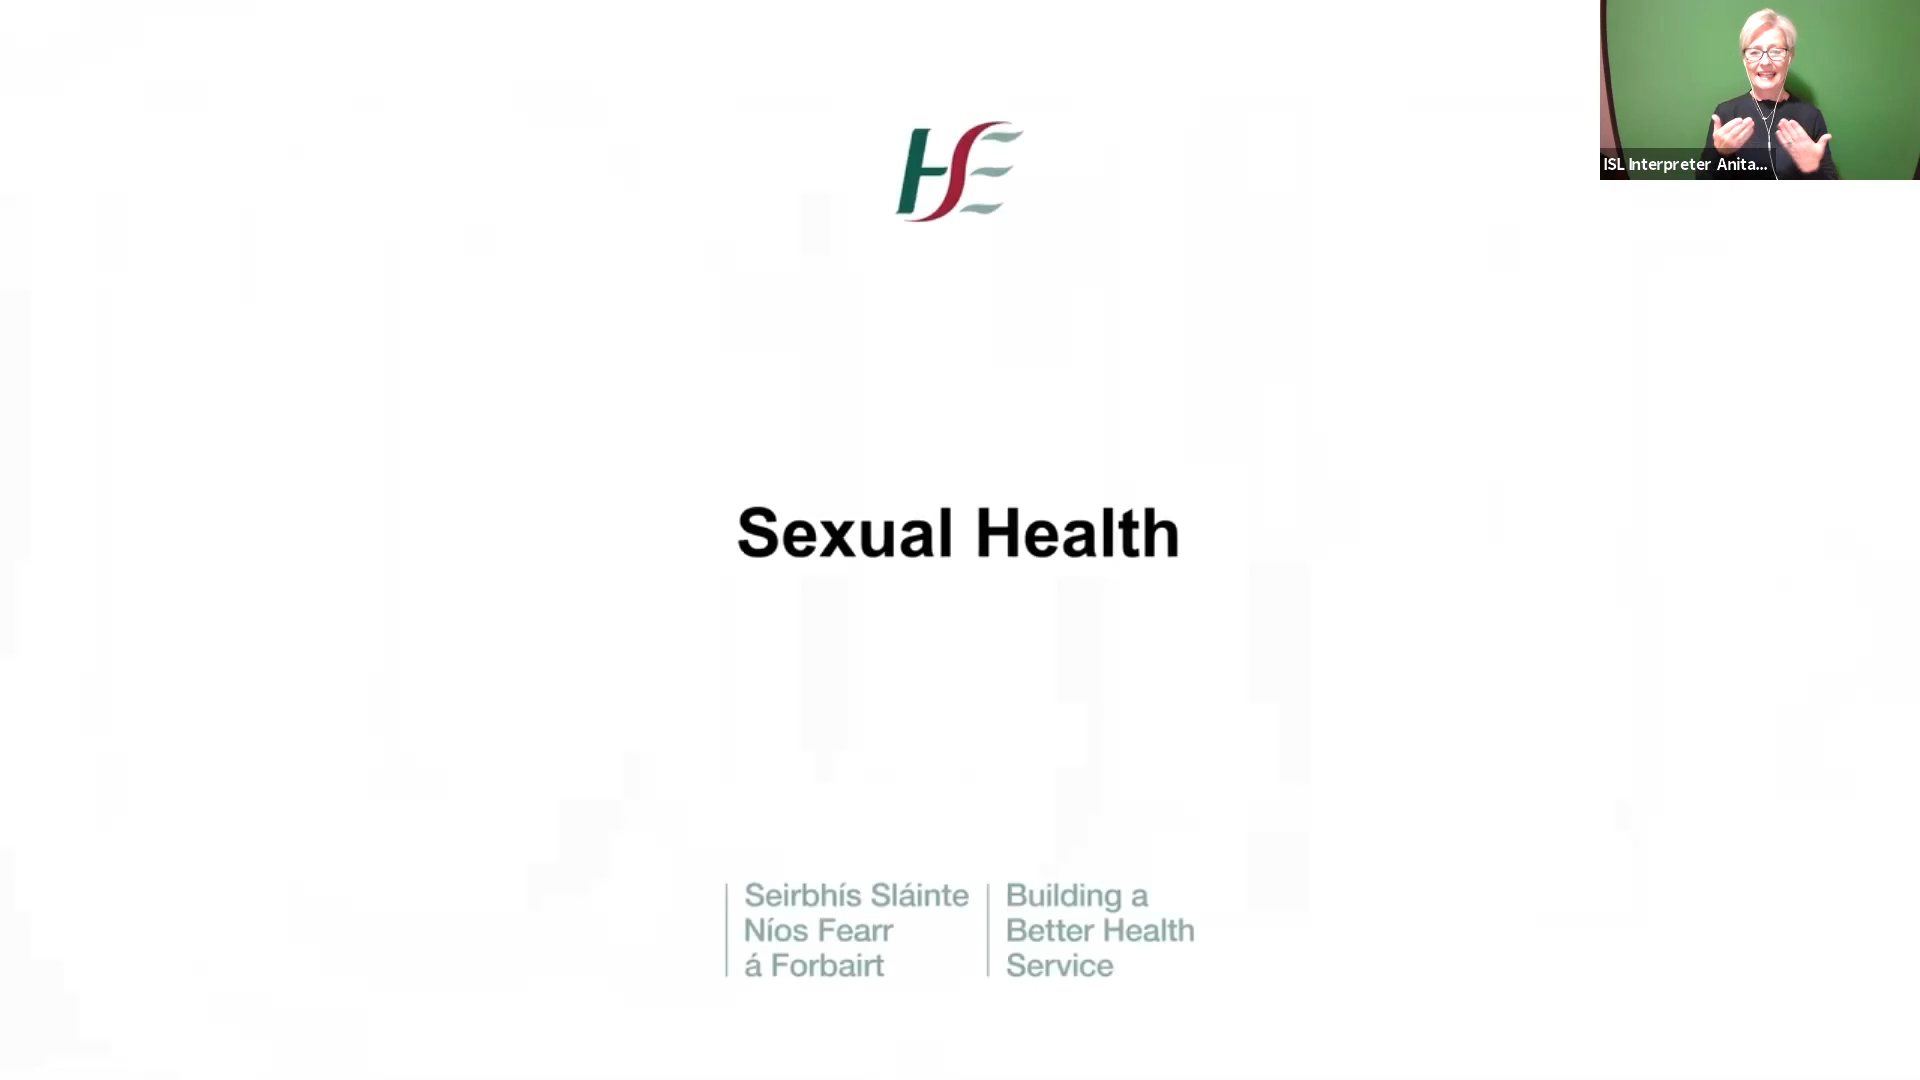 HSE
ISL Interpreter Anita...
Sexual Health
Seirbhís Sláinte
Níos Fearr
á Forbairt
Building a
Better Health
Service